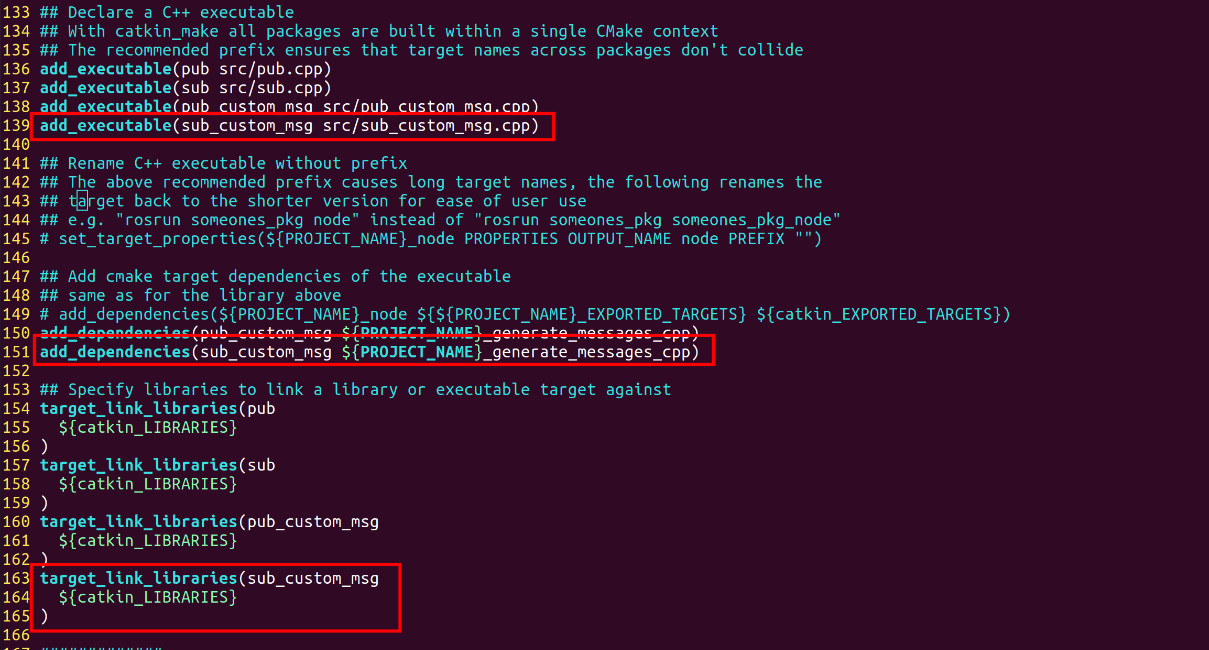 133 ## Declare a C++ executable
134 ## With catkin_make all packages are built within a single CMake context
135 ## The recommended prefix ensures that target names across packages don't collide
136 add_executable(pub src/pub.cpp)
137 add_executable(sub src/sub.cpp)
138 add_executable(pub_custom_msg src/pub_custom_msg.cpp)
139 add_executable(sub_custom_msg src/sub_custom_msg.cpp)
140
141 ## Rename C++ executable without prefix
142 ## The above recommended prefix causes long target names, the following renames the
143 ## target back to the shorter version for ease of user use
144 ## e.g. "rosrun someones_pkg node" instead of "rosrun someones_pkg someones_pkg_node"
145 # set_target_properties(${PROJECT_NAME}_node PROPERTIES OUTPUT_NAME node PREFIX "")
146
147 ## Add cmake target dependencies of the executable
148 ## same as for the library above
149 # add_dependencies(${PROJECT_NAME}_node ${${PROJECT_NAME}_EXPORTED_TARGETS} ${catkin_EXPORTED_TARGETS})
150 add_dependencies(pub_custom_msg ${PROJECT_NAME}_generate_messages_cpp)
151 add_dependencies(sub_custom_msg ${PROJECT_NAME}_generate_messages_cpp)
152
153 ## Specify libraries to link a library or executable target against
154 target_link_libraries(pub
155   ${catkin_LIBRARIES}
156 )
157 target_link_libraries(sub
158   ${catkin_LIBRARIES}
159 )
160 target_link_libraries(pub_custom_msg
161   ${catkin_LIBRARIES}
162 )
163 target_link_libraries(sub_custom_msg
164   ${catkin_LIBRARIES}
165 )
166